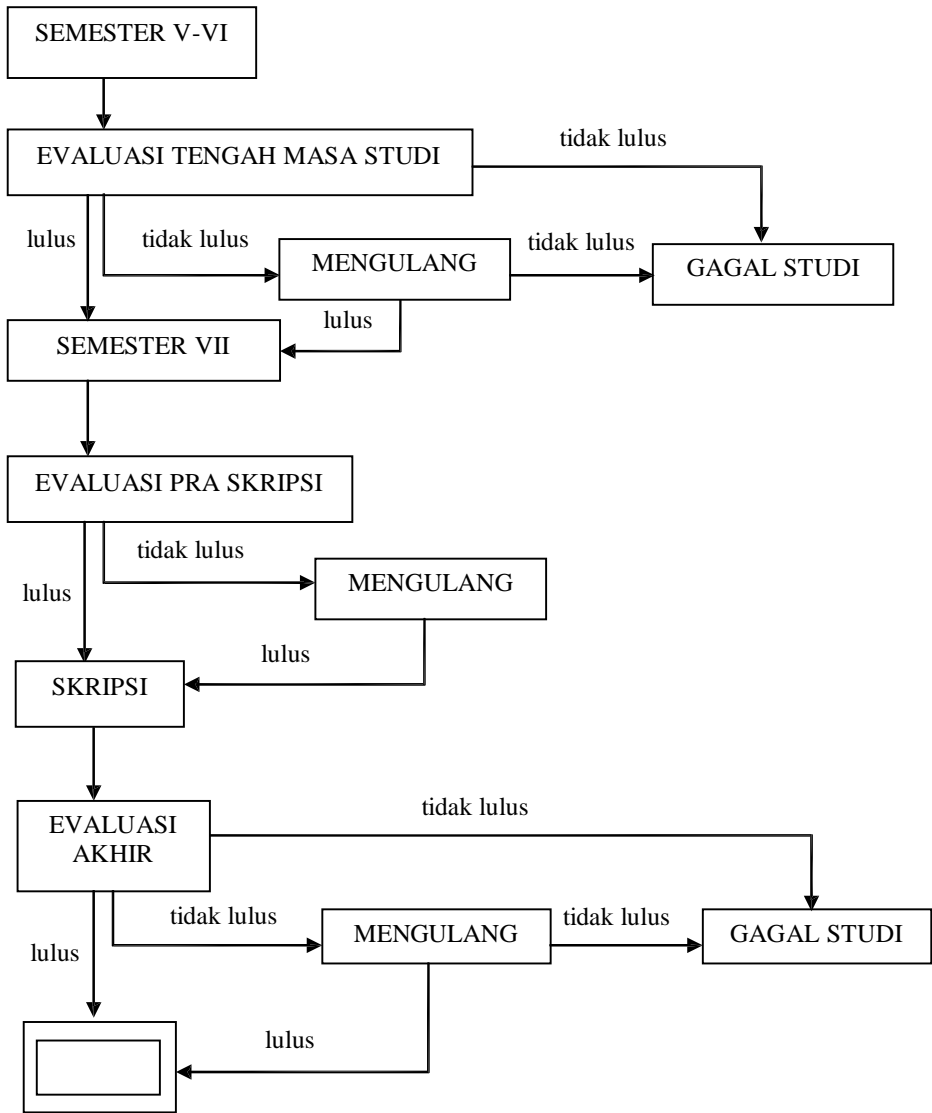 SEMESTER V-VI
tidak lulus
EVALUASI TENGAH MASA STUDI
lulus
tidak lulus
tidak lulus
MENGULANG
GAGAL STUDI
lulus
SEMESTER VII
EVALUASI PRA SKRIPSI
tidak lulus
MENGULANG
lulus
lulus
SKRIPSI
tidak lulus
EVALUASI
AKHIR
tidak lulus
tidak lulus
MENGULANG
GAGAL STUDI
lulus
lulus